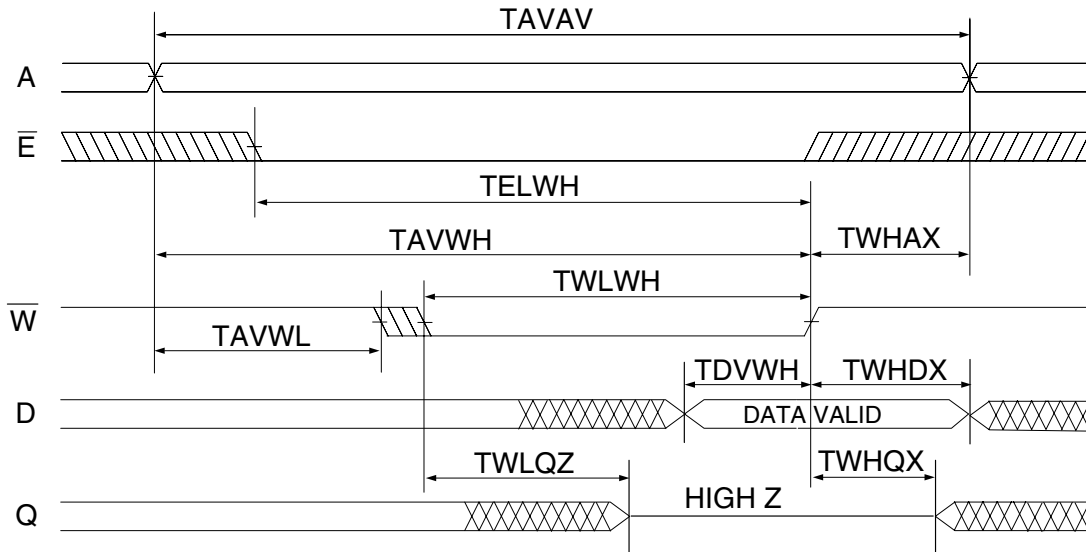 TAVAV
A
E̅
TELWH
TAVWH
TWHAX
TWLWH
W̅
TAVWL
TDVWH
TWHDX
D
DATA VALID
TWLQZ
TWHQX
Q
HIGH Z